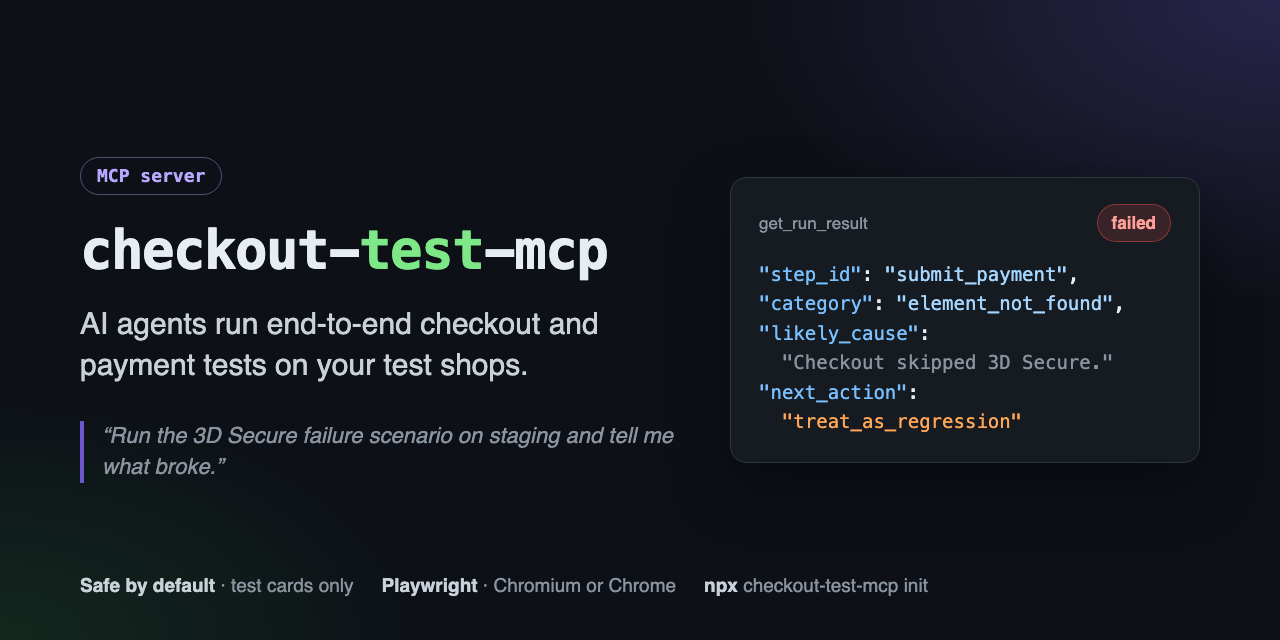 MCP server
checkout-test-mcp
AI agents run end-to-end checkout and
payment tests on your test shops.
“Run the 3D Secure failure scenario on staging and tell me
what broke.”
get_run_result
failed
"step_id": "submit_payment",
"category": "element_not_found",
"likely_cause":
"Checkout skipped 3D Secure."
"next_action":
"treat_as_regression"
Safe by default · test cards only
Playwright · Chromium or Chrome
npx checkout-test-mcp init